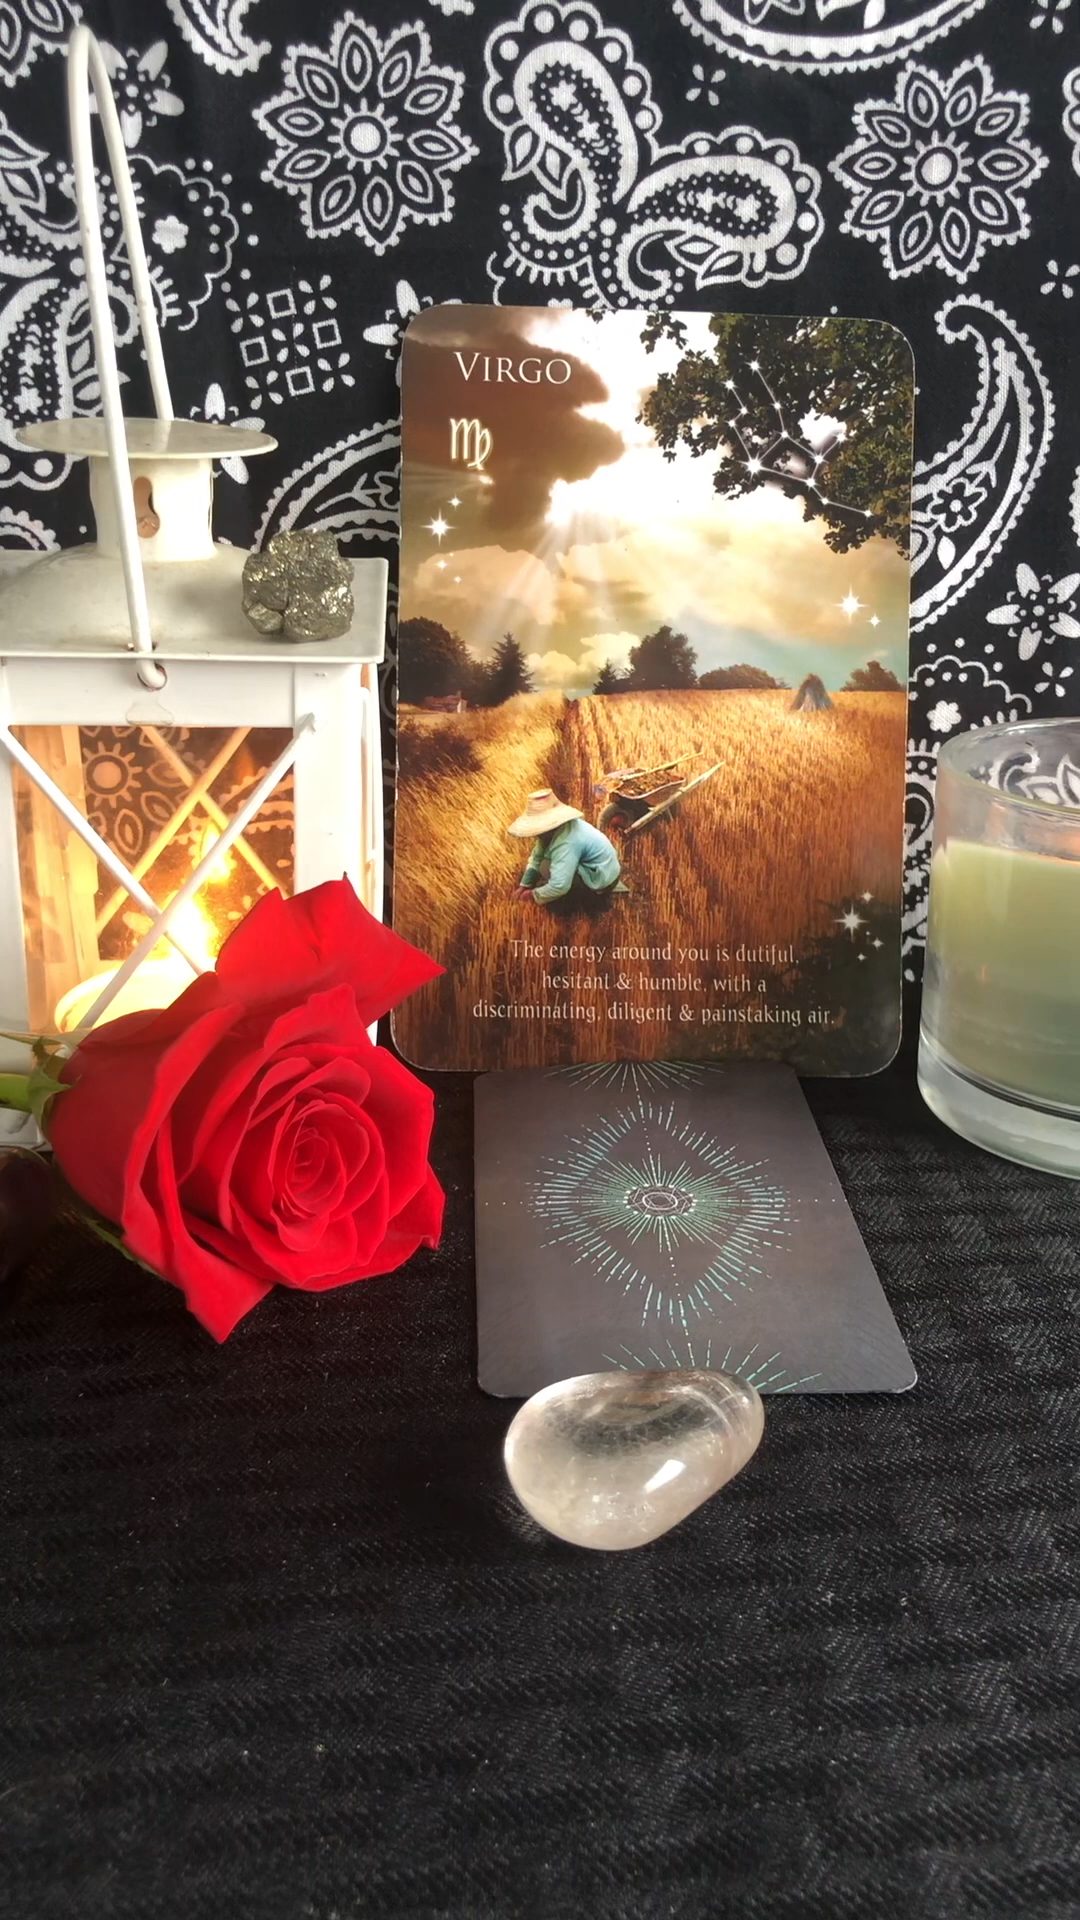 VIRGO
♍
The energy around you is dutiful,
hesitant & humble, with a
discriminating, diligent & painstaking air.